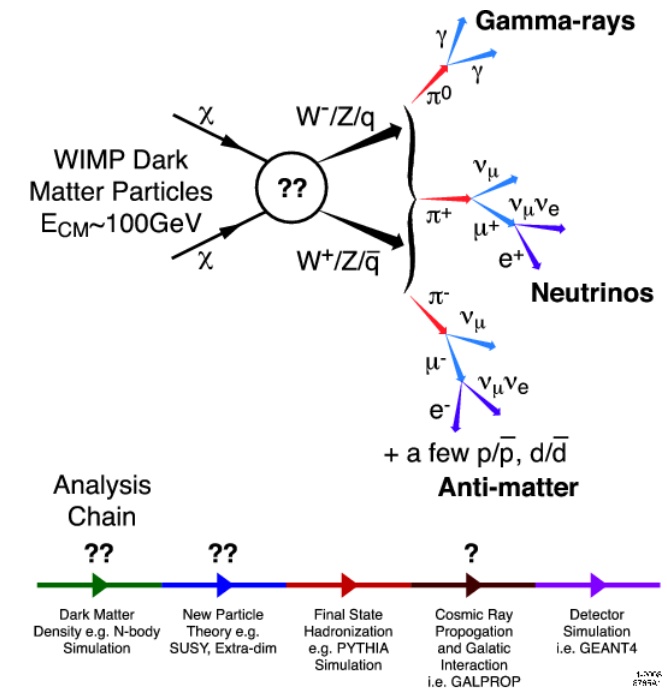 Gamma-rays
γ
γ
π⁰
χ
W⁻/Z/q
WIMP Dark
Matter Particles
E_CM~100GeV
??
χ
W⁺/Z/q̅
π⁺
ν_μ
μ⁺
ν_μν_e
e⁺
Neutrinos
π⁻
ν_μ
μ⁻
ν_μν_e
e⁻
+ a few p/p̅, d/d̅
Anti-matter
Analysis
Chain
??
??
?
Dark Matter
Density e.g. N-body
Simulation
New Particle
Theory e.g.
SUSY, Extra-dim
Final State
Hadronization
e.g. PYTHIA
Simulation
Cosmic Ray
Propogation
and Galatic
Interaction
i.e. GALPROP
Detector
Simulation
i.e. GEANT4